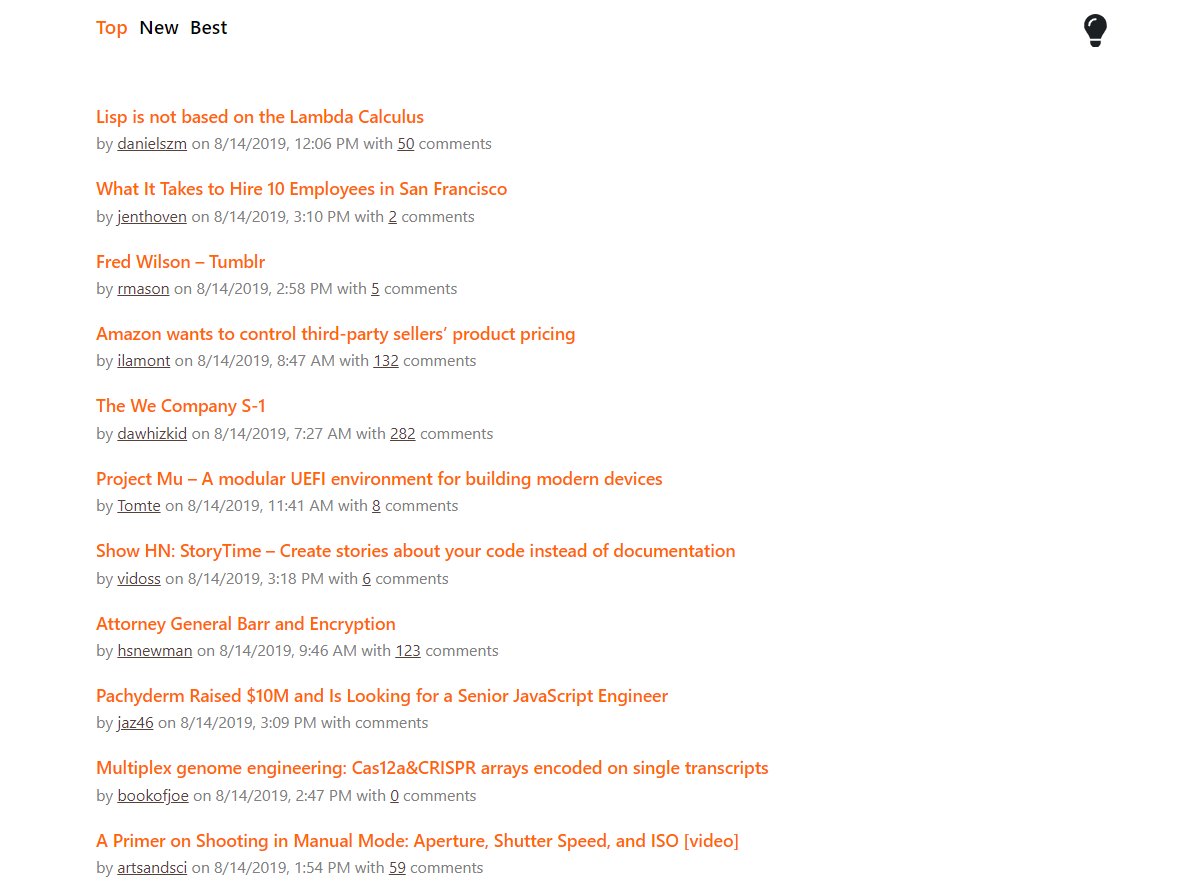 Top New Best
Lisp is not based on the Lambda Calculus
by danielszm on 8/14/2019, 12:06 PM with 50 comments
What It Takes to Hire 10 Employees in San Francisco
by jenthoven on 8/14/2019, 3:10 PM with 2 comments
Fred Wilson – Tumblr
by rmason on 8/14/2019, 2:58 PM with 5 comments
Amazon wants to control third-party sellers’ product pricing
by ilamont on 8/14/2019, 8:47 AM with 132 comments
The We Company S-1
by dawhizkid on 8/14/2019, 7:27 AM with 282 comments
Project Mu – A modular UEFI environment for building modern devices
by Tomte on 8/14/2019, 11:41 AM with 8 comments
Show HN: StoryTime – Create stories about your code instead of documentation
by vidoss on 8/14/2019, 3:18 PM with 6 comments
Attorney General Barr and Encryption
by hsnewman on 8/14/2019, 9:46 AM with 123 comments
Pachyderm Raised $10M and Is Looking for a Senior JavaScript Engineer
by jaz46 on 8/14/2019, 3:09 PM with comments
Multiplex genome engineering: Cas12a&CRISPR arrays encoded on single transcripts
by bookofjoe on 8/14/2019, 2:47 PM with 0 comments
A Primer on Shooting in Manual Mode: Aperture, Shutter Speed, and ISO [video]
by artsandsci on 8/14/2019, 1:54 PM with 59 comments